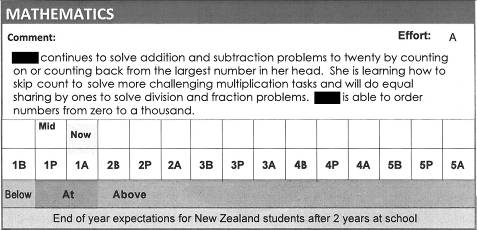 MATHEMATICS
Comment: Effort: A
continues to solve addition and subtraction problems to twenty by counting
on or counting back from the largest number in her head. She is learning how to
skip count to solve more challenging multiplication tasks and will do equal
sharing by ones to solve division and fraction problems. is able to order
numbers from zero to a thousand.
Mid Now
1B 1P 1A 2B 2P 2A 3B 3P 3A 4B 4P 4A 5B 5P 5A
Below At Above
End of year expectations for New Zealand students after 2 years at school